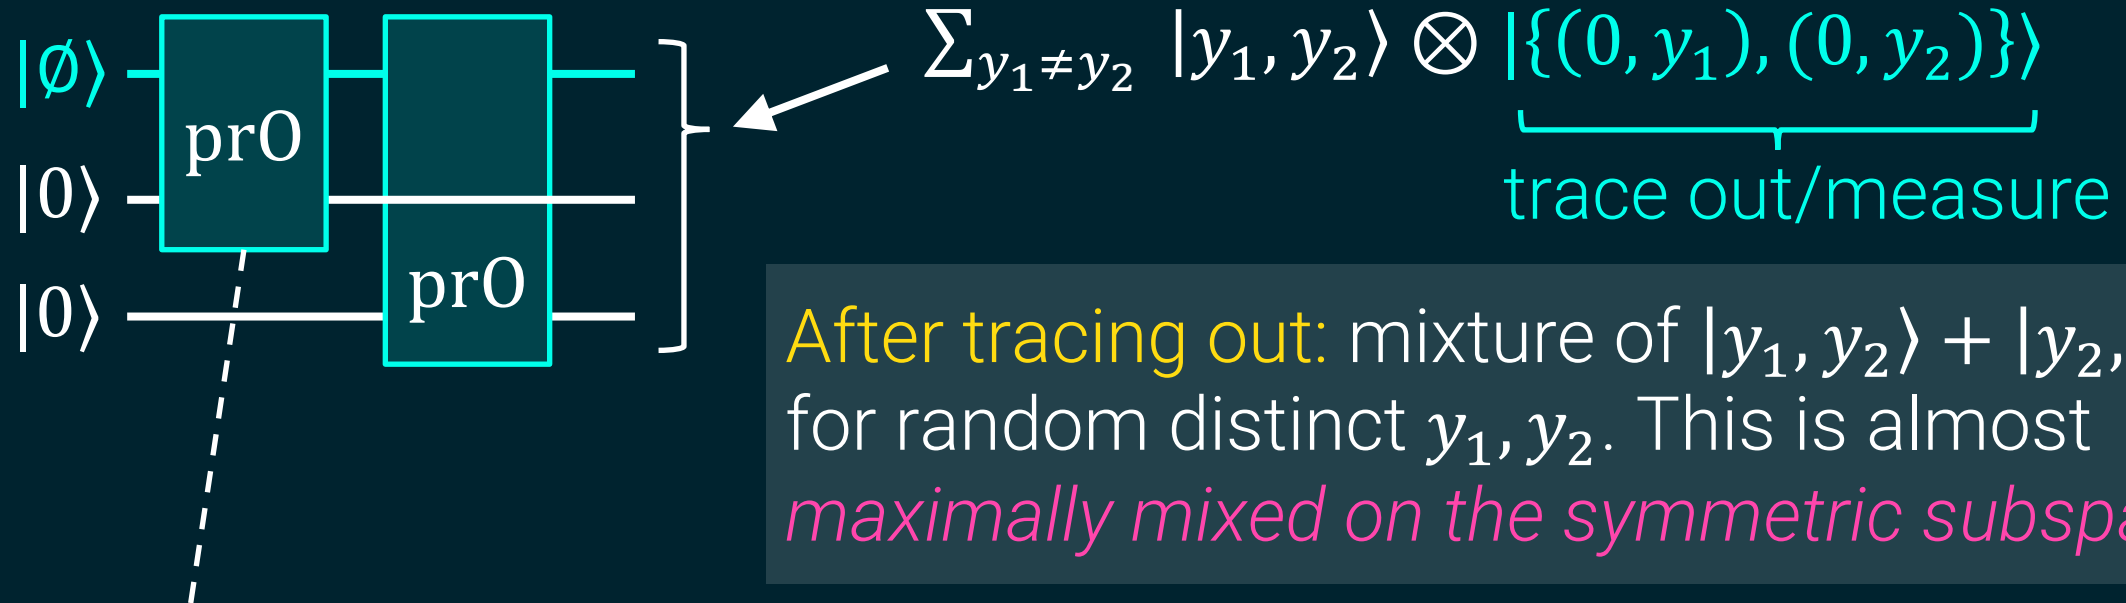 |∅⟩
prO
|0⟩
|0⟩
prO
∑_{y₁≠y₂} |y₁, y₂⟩ ⊗ |{(0, y₁), (0, y₂)}⟩
trace out/measure
After tracing out: mixture of |y₁, y₂⟩ + |y₂,
for random distinct y₁, y₂. This is almost
maximally mixed on the symmetric